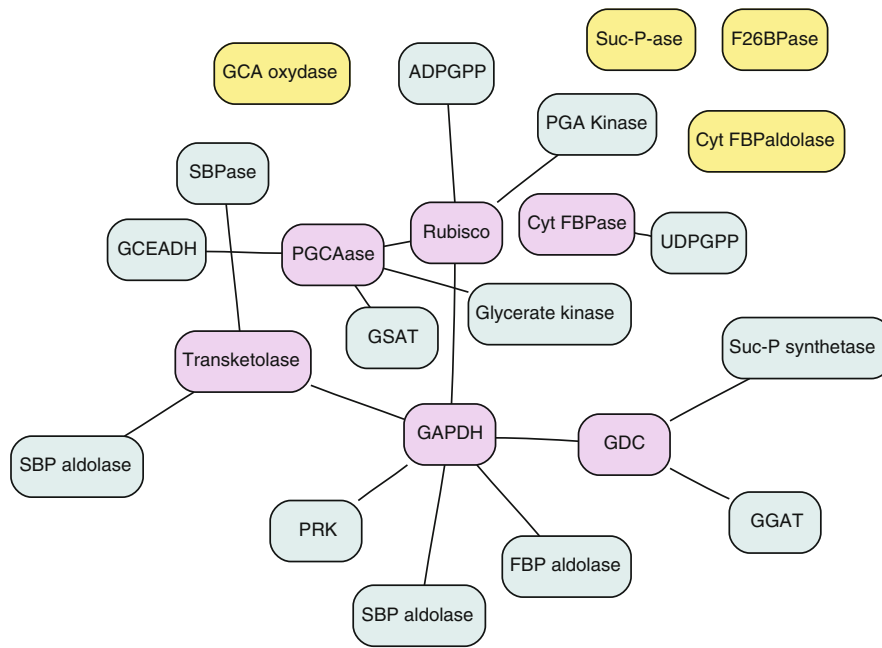 Suc-P-ase
F26BPase
GCA oxydase
ADPGPP
PGA Kinase
Cyt FBPaldolase
SBPase
Rubisco
Cyt FBPase
GCEADH
PGCAase
UDPGPP
Glycerate kinase
GSAT
Suc-P synthetase
Transketolase
GAPDH
GDC
SBP aldolase
GGAT
PRK
FBP aldolase
SBP aldolase